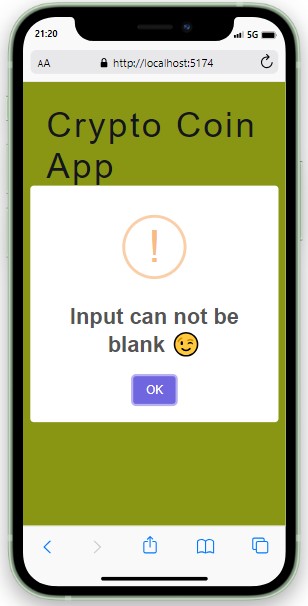 21:20
5G
AA
http://localhost:5174
Crypto Coin
App
!
Input can not be
blank 😉
OK